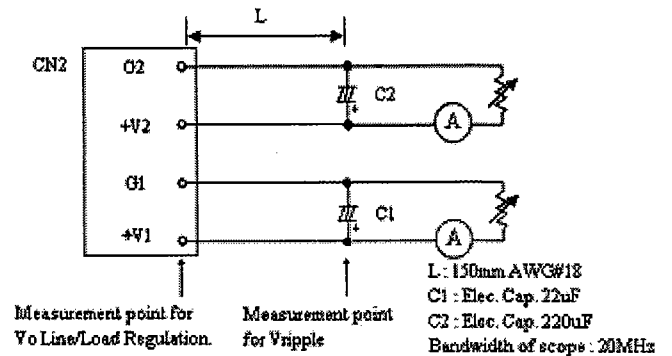 L
CN2
G2
C2
+V2
A
G1
C1
+V1
A
L : 150mm AWG#18
C1 : Elec. Cap. 22uF
C2 : Elec. Cap. 220uF
Bandwidth of scope : 20MHz
Measurement point for
Vo Line/Load Regulation.
Measurement point
for Vripple